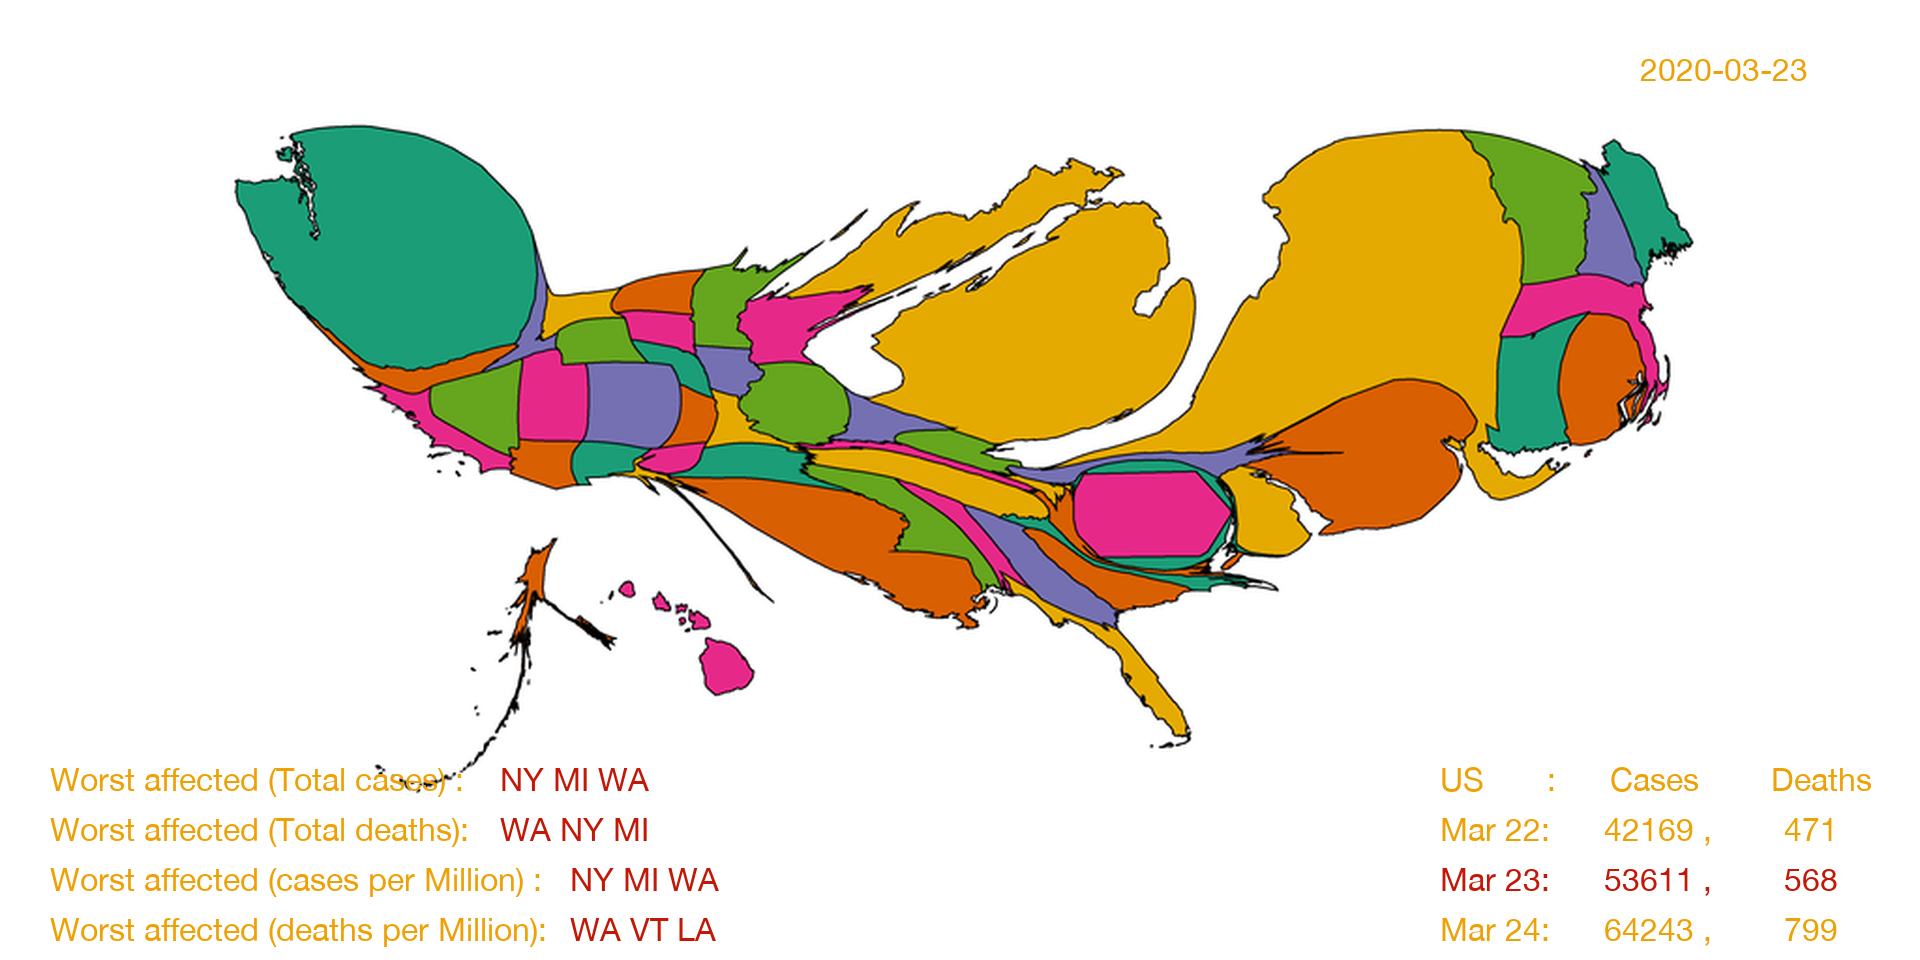 2020-03-23
Worst affected (Total cases) : NY MI WA
Worst affected (Total deaths): WA NY MI
Worst affected (cases per Million) : NY MI WA
Worst affected (deaths per Million): WA VT LA
US : Cases Deaths
Mar 22: 42169 , 471
Mar 23: 53611 , 568
Mar 24: 64243 , 799